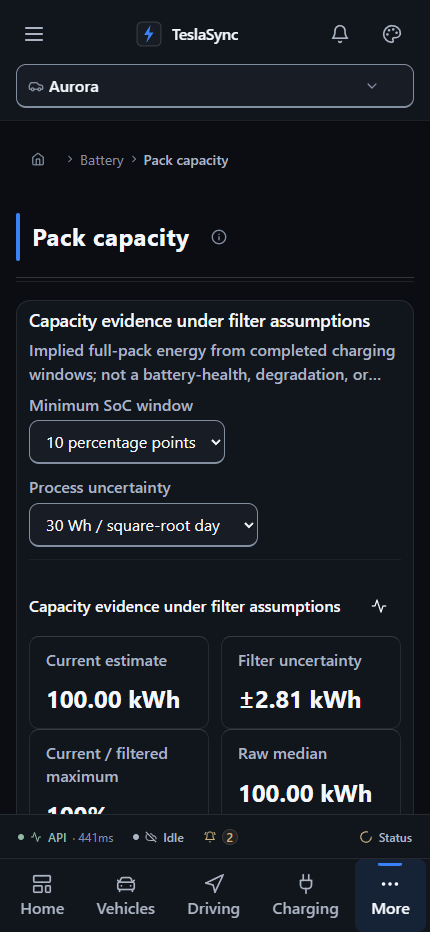 TeslaSync
Aurora
Battery
Pack capacity
Pack capacity
Capacity evidence under filter assumptions
Implied full-pack energy from completed charging
windows; not a battery-health, degradation, or...
Minimum SoC window
10 percentage points
Process uncertainty
30 Wh / square-root day
Capacity evidence under filter assumptions
Current estimate
100.00 kWh
Filter uncertainty
±2.81 kWh
Current / filtered
maximum
100%
Raw median
100.00 kWh
API · 441ms
Idle
2
Status
Home
Vehicles
Driving
Charging
More